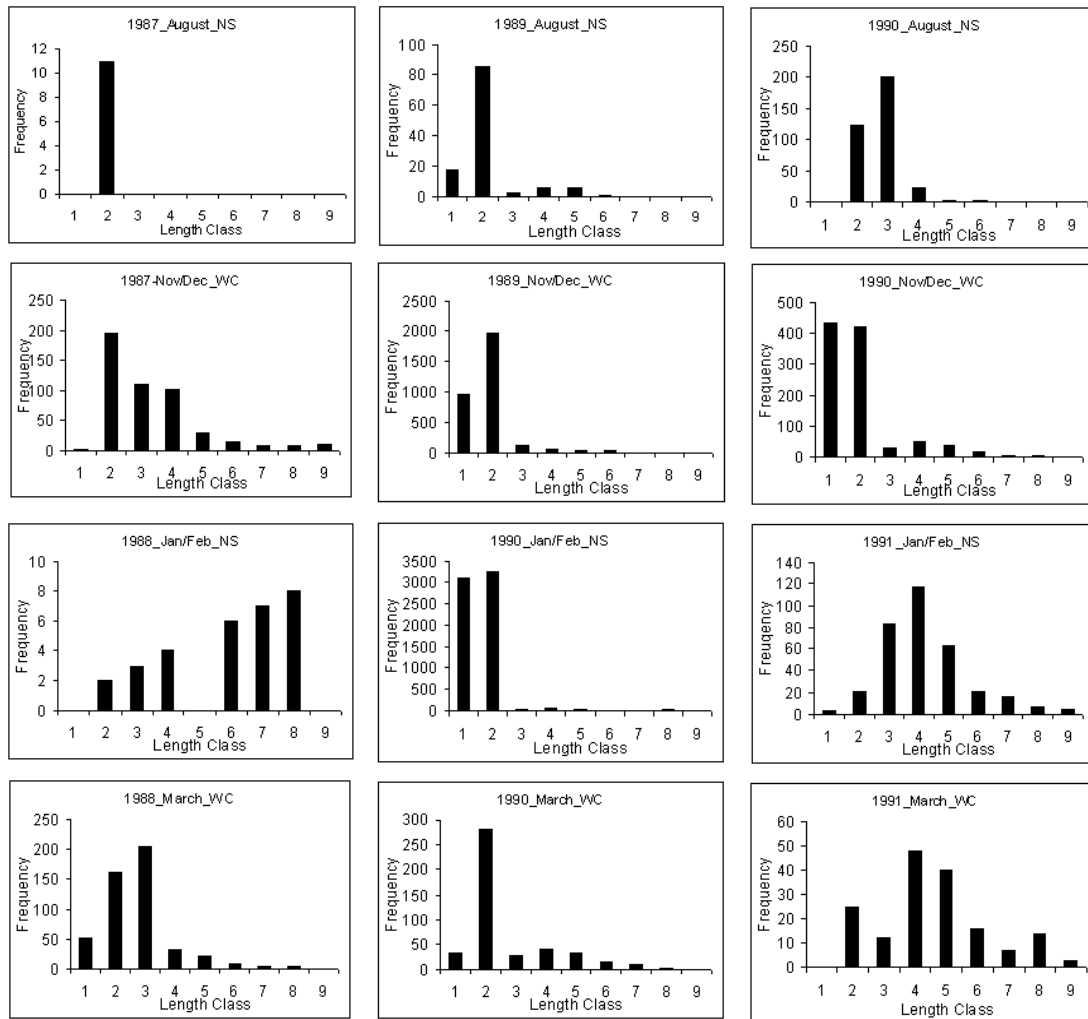 1987_August_NS
12
10
8
6
4
2
0
Frequency
1 2 3 4 5 6 7 8 9
Length Class
1989_August_NS
100
80
60
40
20
0
Frequency
1 2 3 4 5 6 7 8 9
Length Class
1990_August_NS
250
200
150
100
50
0
Frequency
1 2 3 4 5 6 7 8 9
Length Class
1987-Nov/Dec_WC
250
200
150
100
50
0
Frequency
1 2 3 4 5 6 7 8 9
Length Class
1989_Nov/Dec_WC
2500
2000
1500
1000
500
0
Frequency
1 2 3 4 5 6 7 8 9
Length Class
1990_Nov/Dec_WC
500
400
300
200
100
0
Frequency
1 2 3 4 5 6 7 8 9
Length Class
1988_Jan/Feb_NS
10
8
6
4
2
0
Frequency
1 2 3 4 5 6 7 8 9
Length Class
1990_Jan/Feb_NS
3500
3000
2500
2000
1500
1000
500
0
Frequency
1 2 3 4 5 6 7 8 9
Length Class
1991_Jan/Feb_NS
140
120
100
80
60
40
20
0
Freuqency
1 2 3 4 5 6 7 8 9
Length Class
1988_March_WC
250
200
150
100
50
0
Frequency
1 2 3 4 5 6 7 8 9
Length Class
1990_March_WC
300
250
200
150
100
50
0
Frequency
1 2 3 4 5 6 7 8 9
Length Class
1991_March_WC
60
50
40
30
20
10
0
Frequency
1 2 3 4 5 6 7 8 9
Length Class